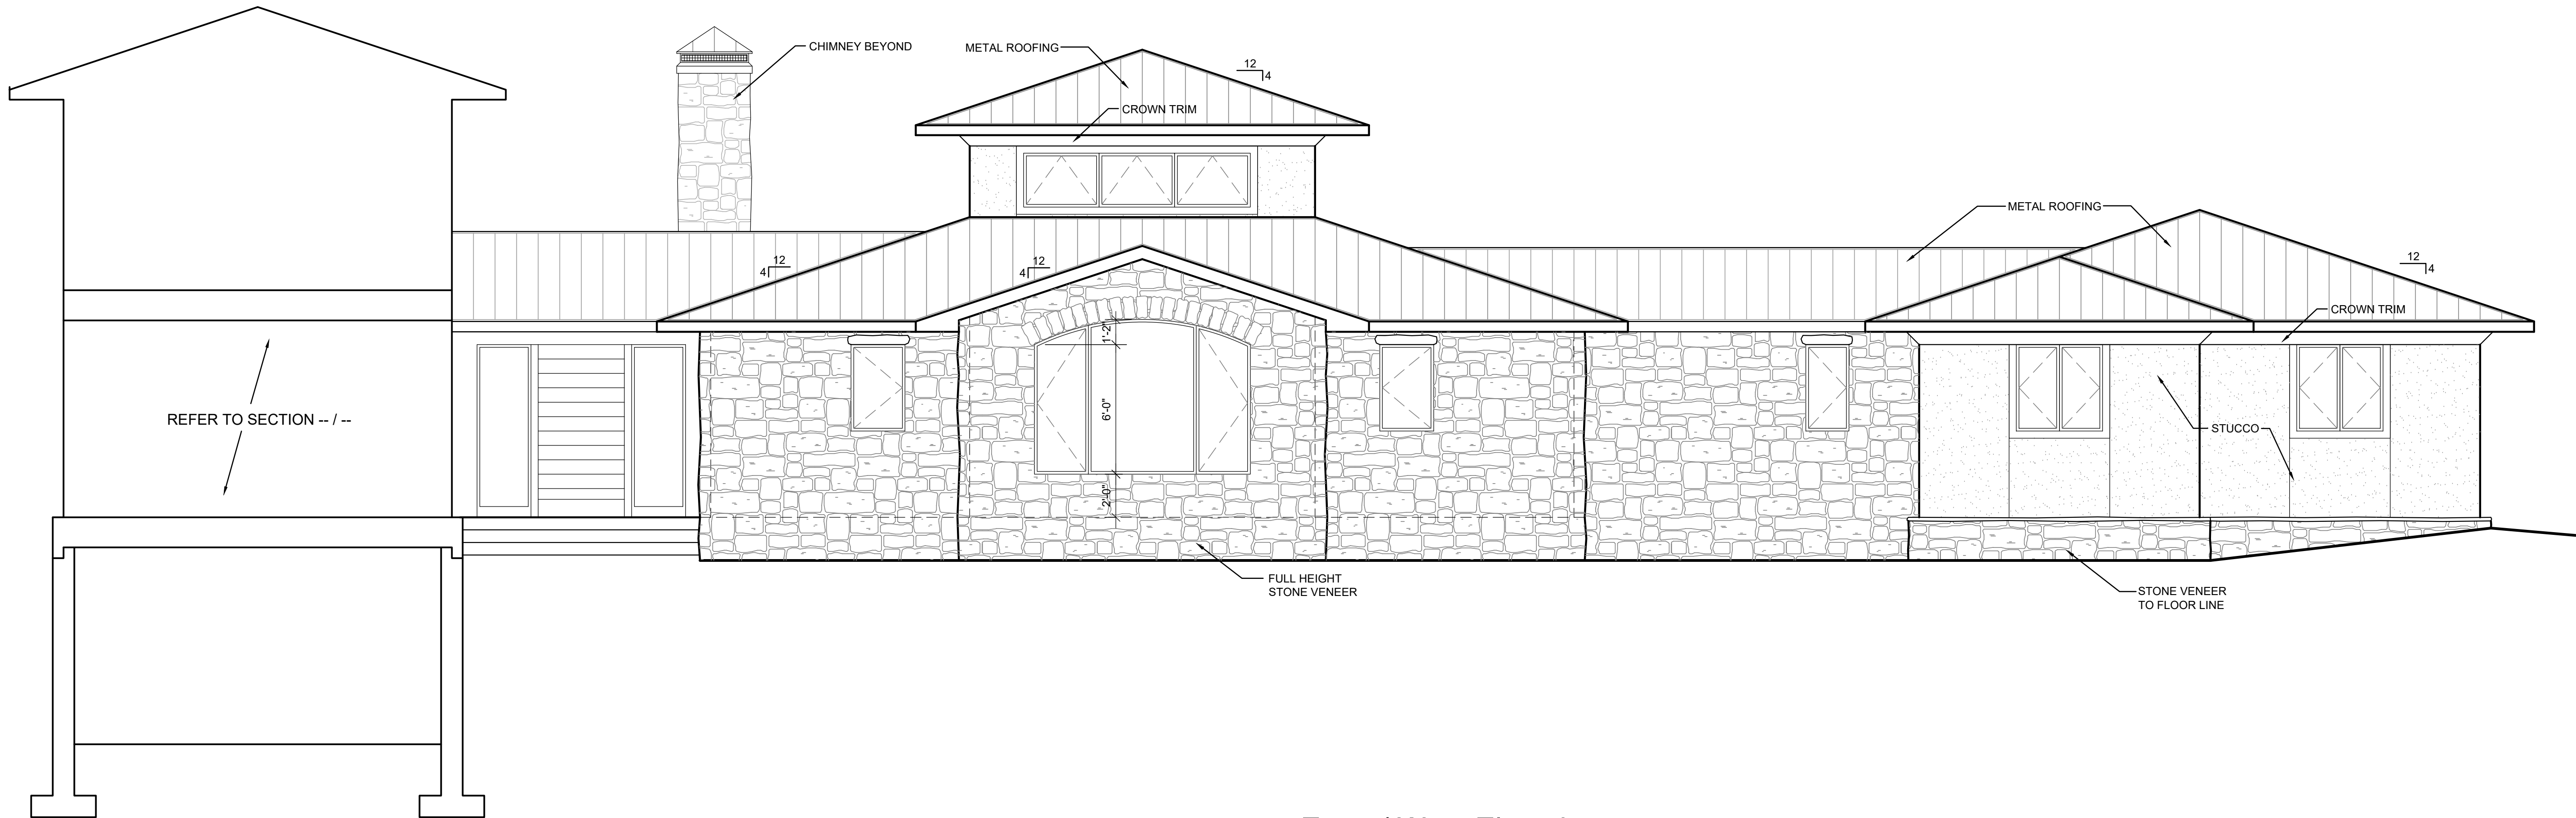 CHIMNEY BEYOND
METAL ROOFING
12
4
CROWN TRIM
METAL ROOFING
12
4
12
4
12
4
CROWN TRIM
1'-2"
6'-0"
2'-0"
REFER TO SECTION -- / --
STUCCO
FULL HEIGHT
STONE VENEER
STONE VENEER
TO FLOOR LINE